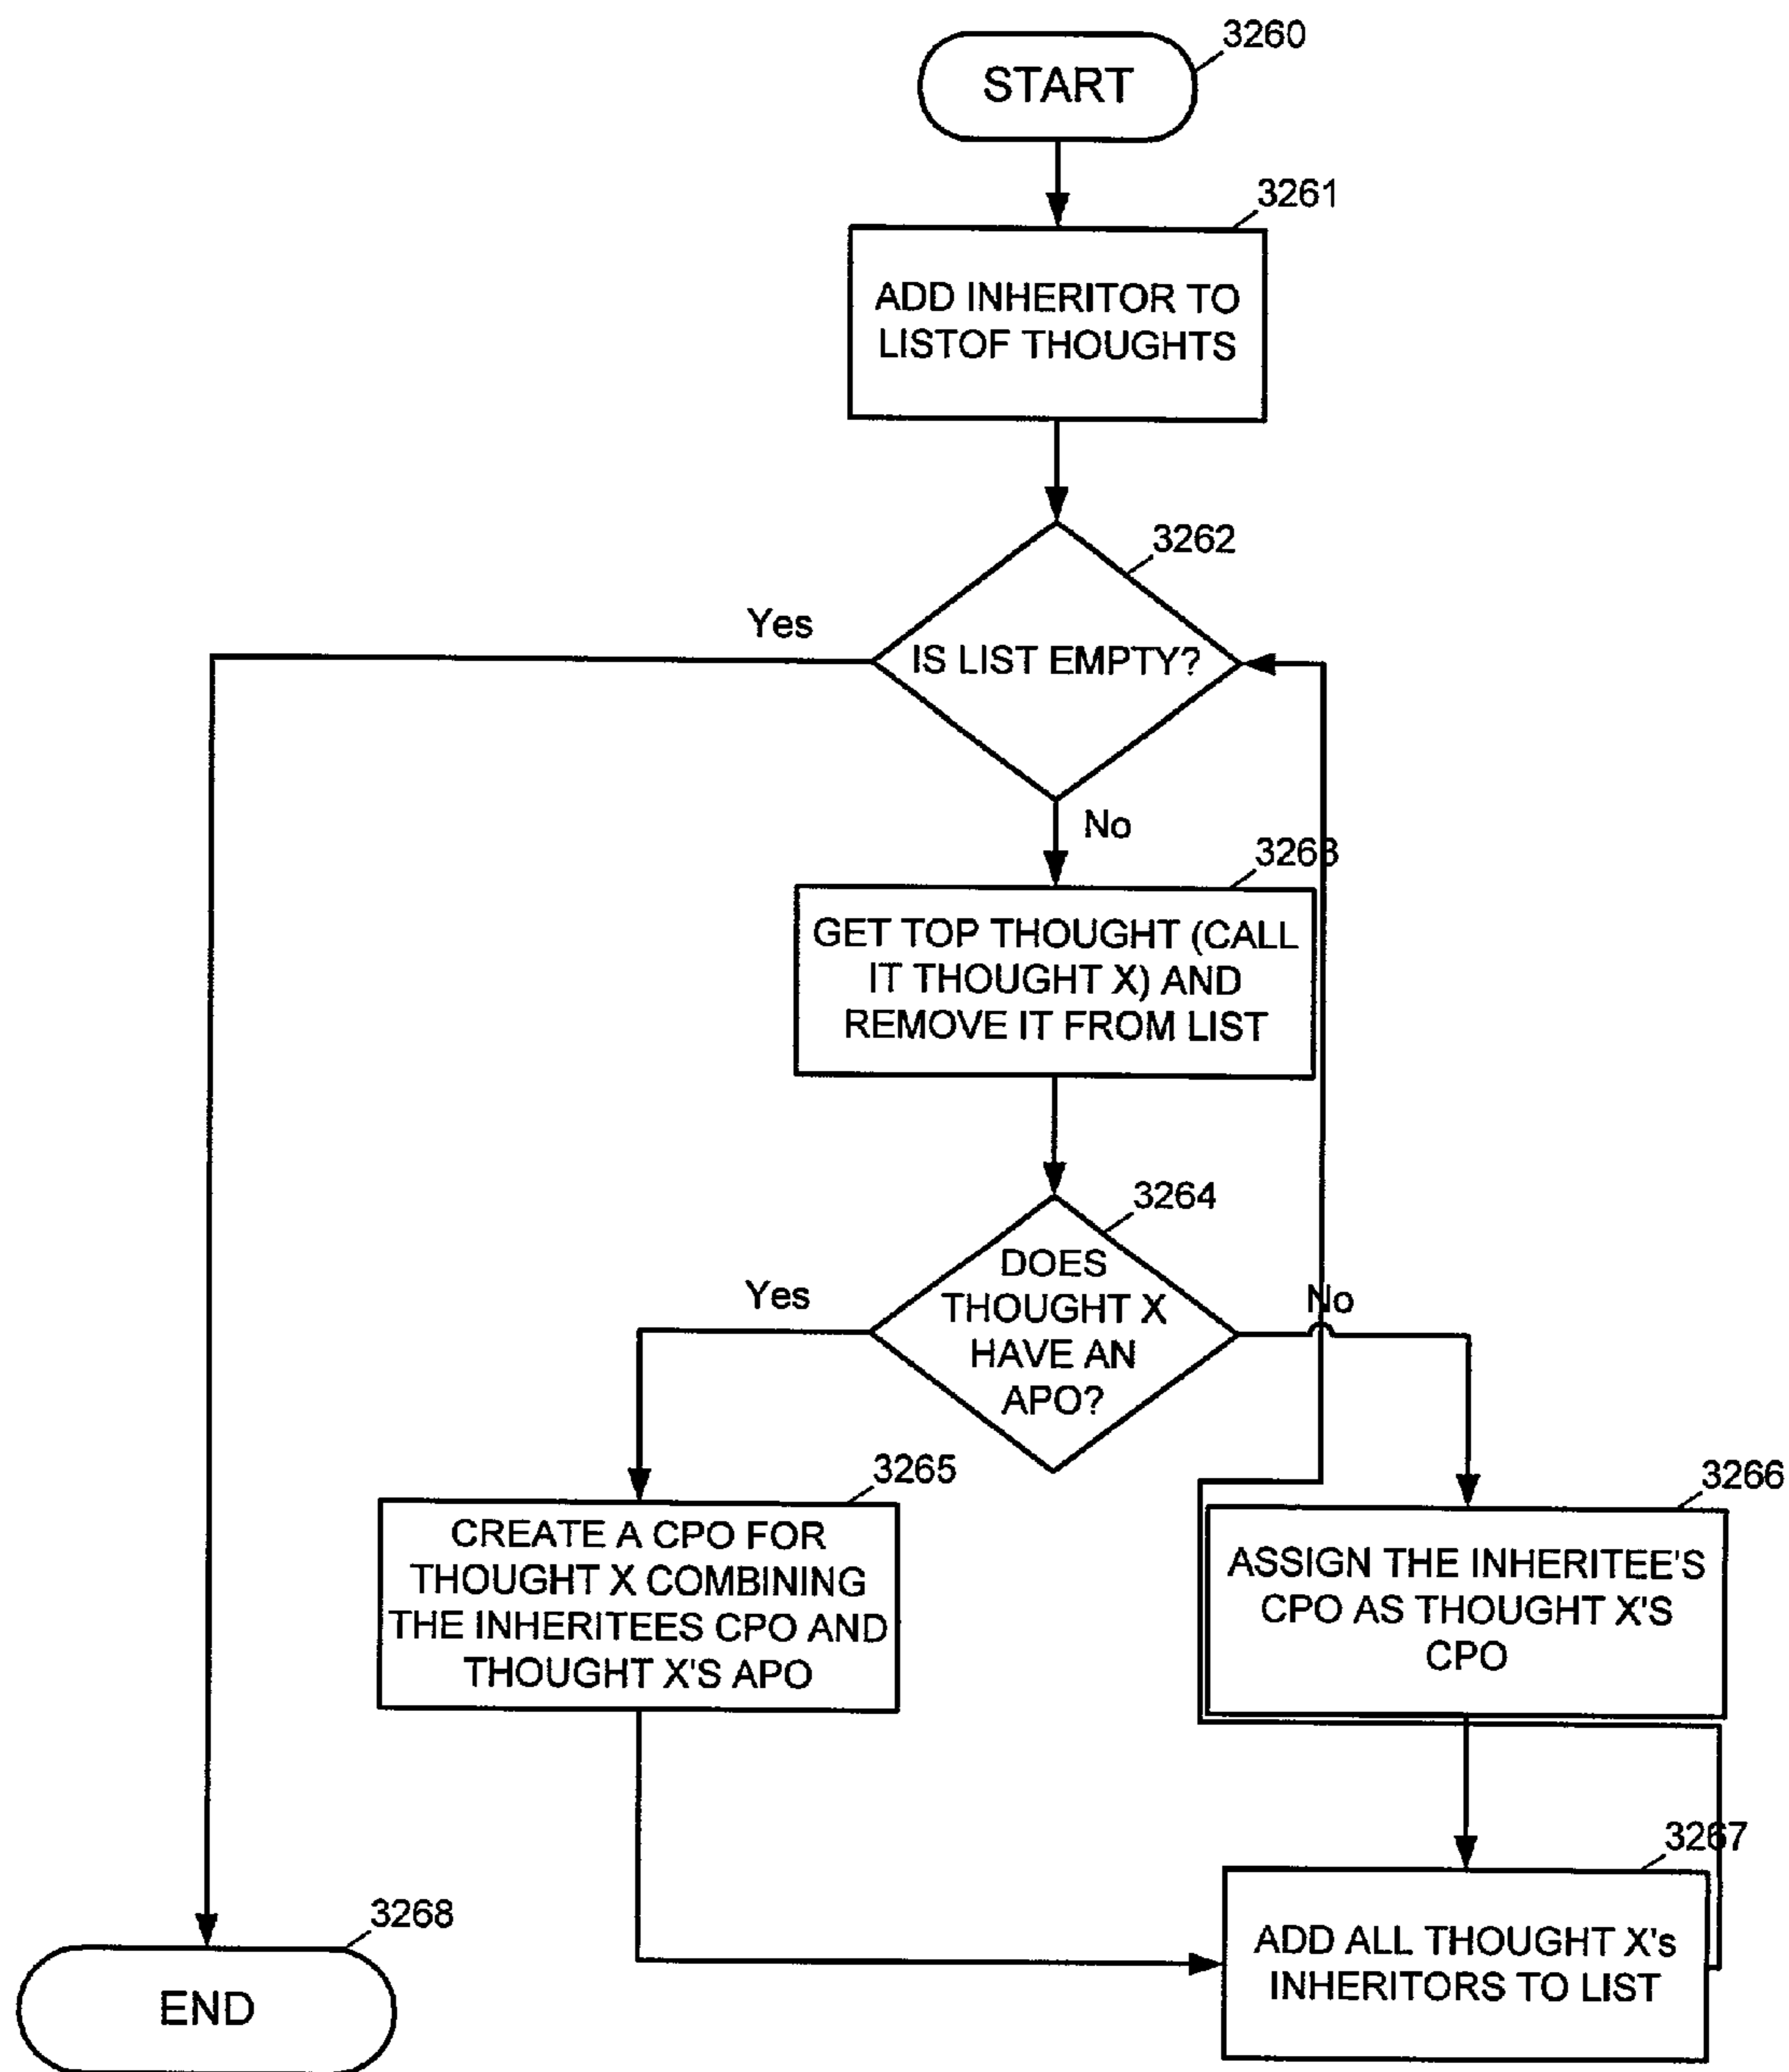 3260
START
3261
ADD INHERITOR TO
LISTOF THOUGHTS
3262
Yes
IS LIST EMPTY?
No
3263
GET TOP THOUGHT (CALL
IT THOUGHT X) AND
REMOVE IT FROM LIST
3264
DOES
THOUGHT X
HAVE AN
APO?
Yes
No
3265
CREATE A CPO FOR
THOUGHT X COMBINING
THE INHERITEES CPO AND
THOUGHT X'S APO
3266
ASSIGN THE INHERITEE'S
CPO AS THOUGHT X'S
CPO
3267
ADD ALL THOUGHT X's
INHERITORS TO LIST
3268
END